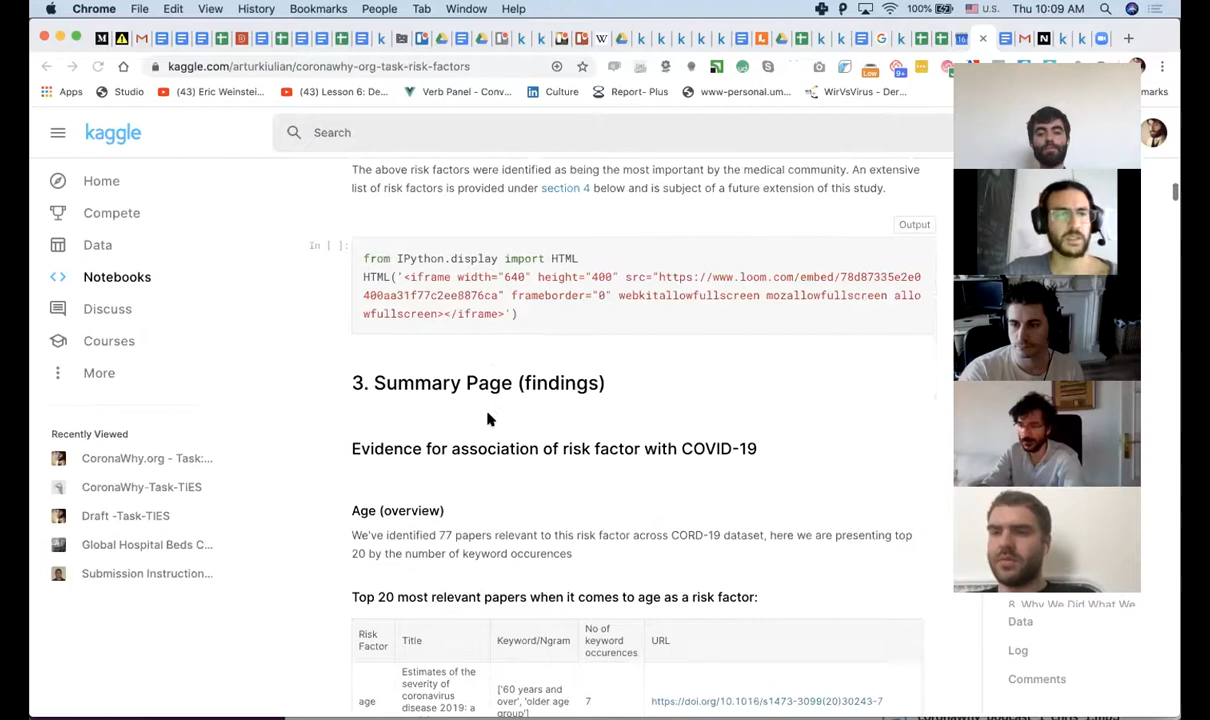 Chrome File Edit View History Bookmarks People Tab Window Help 100% U.S. Thu 10:09 AM
kaggle.com/arturkiulian/coronawhy-org-task-risk-factors
Apps Studio (43) Eric Weinstei... (43) Lesson 6: De... Verb Panel - Conv... Culture Report- Plus www-personal.um... WirVsVirus - Der...
kaggle
Search
Home
Compete
Data
Notebooks
Discuss
Courses
More
Recently Viewed
CoronaWhy.org - Task:...
CoronaWhy-Task-TIES
Draft -Task-TIES
Global Hospital Beds C...
Submission Instruction...
The above risk factors were identified as being the most important by the medical community. An extensive
list of risk factors is provided under section 4 below and is subject of a future extension of this study.
Output
In [ ]:
from IPython.display import HTML
HTML('<iframe width="640" height="400" src="https://www.loom.com/embed/78d87335e2e0
400aa31f77c2ee8876ca" frameborder="0" webkitallowfullscreen mozallowfullscreen allo
wfullscreen></iframe>')
3. Summary Page (findings)
Evidence for association of risk factor with COVID-19
Age (overview)
We've identified 77 papers relevant to this risk factor across CORD-19 dataset, here we are presenting top
20 by the number of keyword occurences
Top 20 most relevant papers when it comes to age as a risk factor:
Risk Factor Title Keyword/Ngram No of keyword occurences URL
age Estimates of the severity of coronavirus disease 2019: a ['60 years and over', 'older age group'] 7 https://doi.org/10.1016/s1473-3099(20)30243-7
8. Why We Did What We
Data
Log
Comments